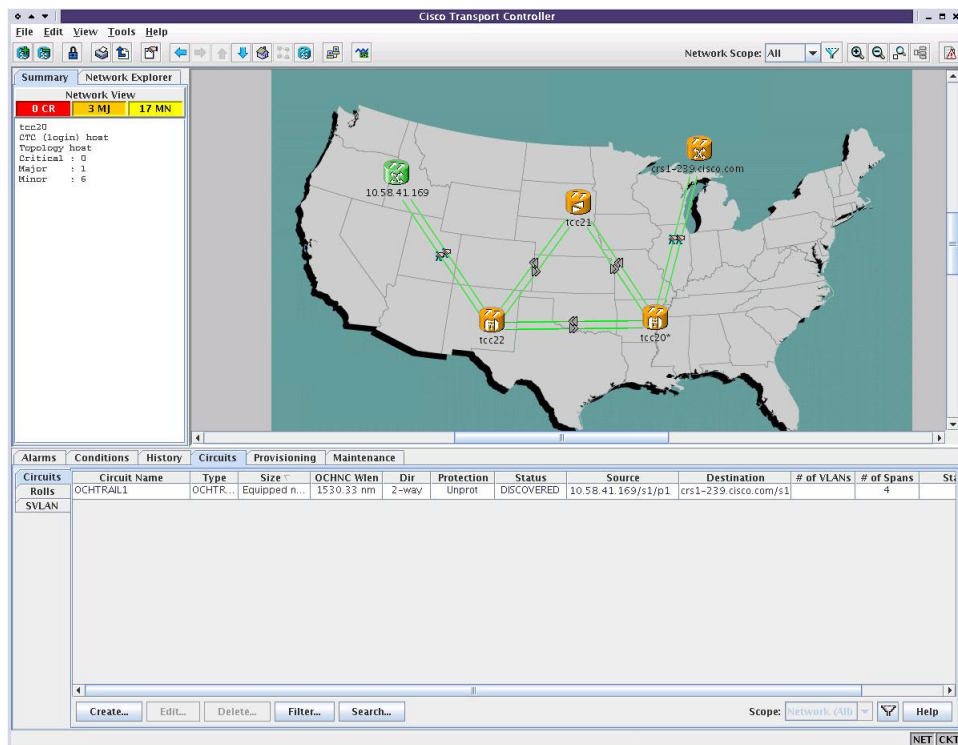 Cisco Transport Controller
File Edit View Tools Help
Network Scope: All
Summary Network Explorer
Network View
0 CR 3 MJ 17 MN
tcc20
CTC (login) host
Topology host
Critical : 0
Major : 1
Minor : 6
crs1-239.cisco.com
10.58.41.169
tcc21
tcc22
tcc20*
Alarms Conditions History Circuits Provisioning Maintenance
Circuits
Rolls
SVLAN
Circuit Name Type Size OCHNC Wlen Dir Protection Status Source Destination # of VLANs # of Spans Sta
OCHTRAIL1 OCHTR... Equipped n... 1530.33 nm 2-way Unprot DISCOVERED 10.58.41.169/s1/p1 crs1-239.cisco.com/s1 4
Create... Edit... Delete... Filter... Search... Scope: Network (All) Help
NET CKT